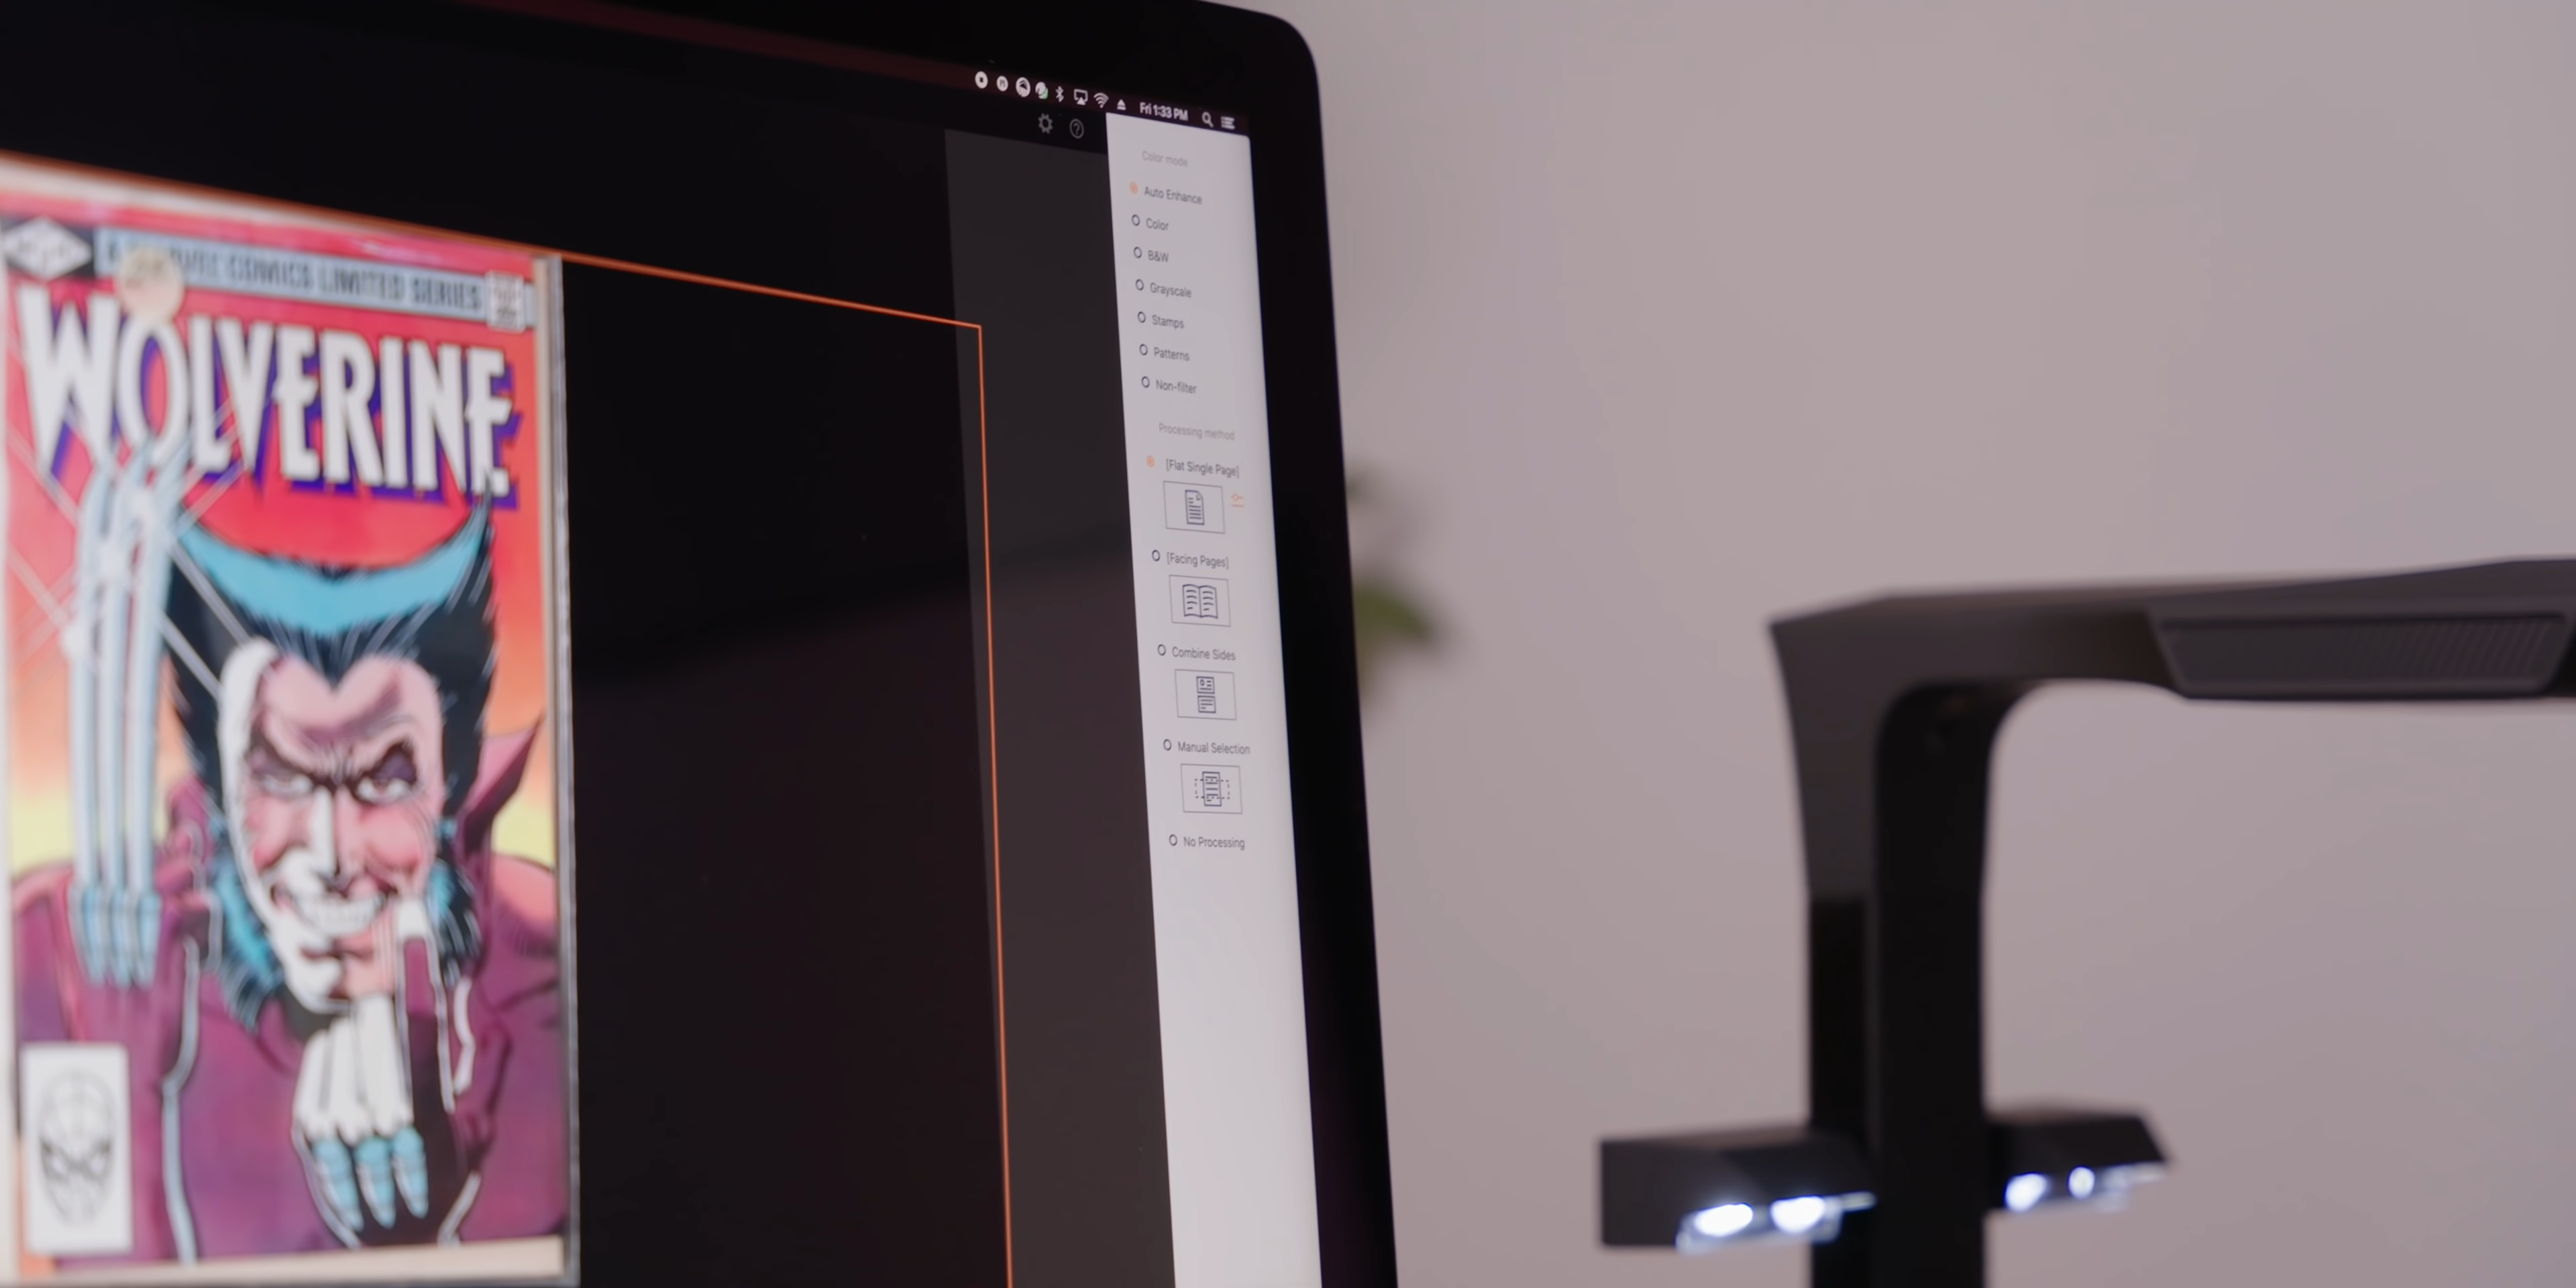 Fri 1:33 PM
Color mode
Auto Enhance
Color
B&W
Grayscale
Stamps
Patterns
Non-filter
Processing method
[Flat Single Page]
[Facing Pages]
Combine Sides
Manual Selection
No Processing
COMICS LIMITED SERIES
WOLVERINE